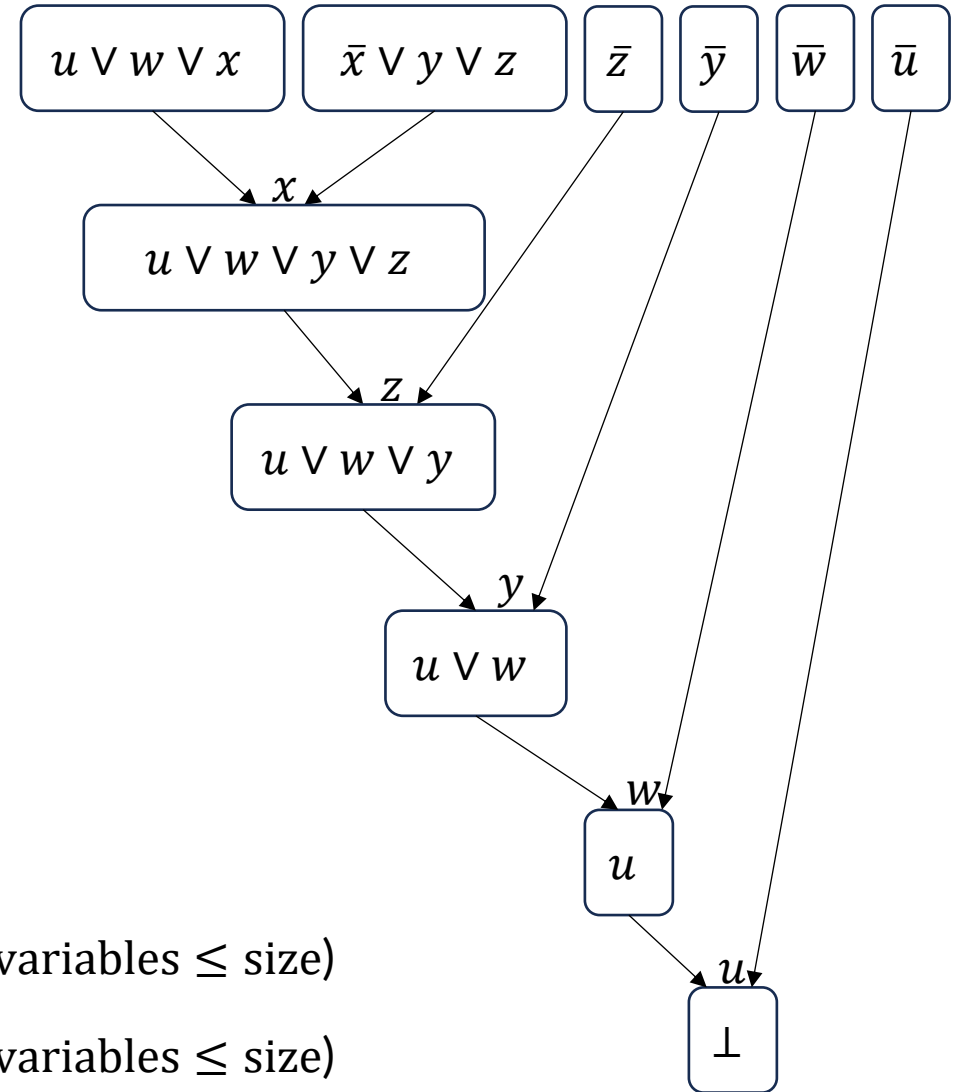 u ∨ w ∨ x
x̄ ∨ y ∨ z
z̄
ȳ
w̄
ū
x
u ∨ w ∨ y ∨ z
z
u ∨ w ∨ y
y
u ∨ w
w
u
variables ≤ size)
u
variables ≤ size)
⊥